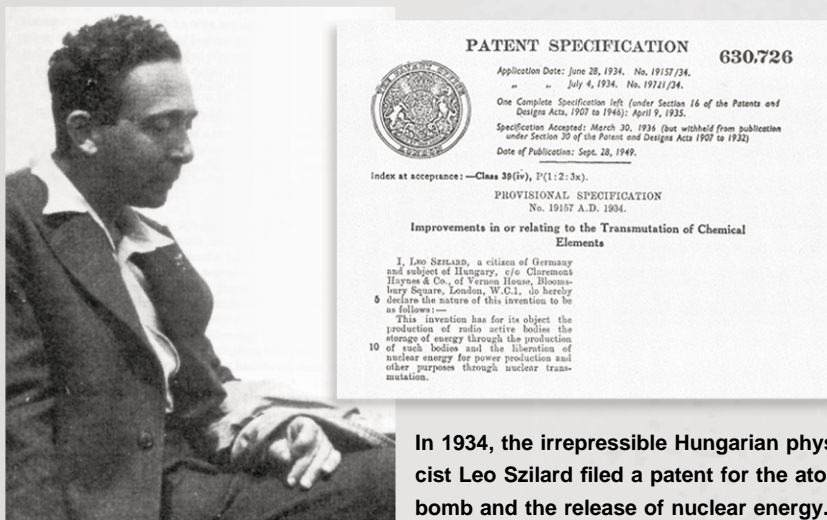 PATENT SPECIFICATION
630,726
Application Date: June 28, 1934. No. 19157/34.
„ „ July 4, 1934. No. 19721/34.
One Complete Specification left (under Section 16 of the Patents and
Designs Acts, 1907 to 1946): April 9, 1935.
Specification Accepted: March 30, 1936 (but withheld from publication
under Section 30 of the Patent and Designs Acts 1907 to 1932)
Date of Publication: Sept. 28, 1949.
Index at acceptance:—Class 39(iv), P(1:2:3x).
PROVISIONAL SPECIFICATION
No. 19157 A.D. 1934.
Improvements in or relating to the Transmutation of Chemical
Elements
I, LEO SZILARD, a citizen of Germany
and subject of Hungary, c/o Claremont
Haynes & Co., of Vernon House, Blooms-
bury Square, London, W.C.1, do hereby
5 declare the nature of this invention to be
as follows:—
This invention has for its object the
production of radio active bodies the
storage of energy through the production
10 of such bodies and the liberation of
nuclear energy for power production and
other purposes through nuclear trans-
mutation.
In 1934, the irrepressible Hungarian phys
cist Leo Szilard filed a patent for the ato
bomb and the release of nuclear energy.